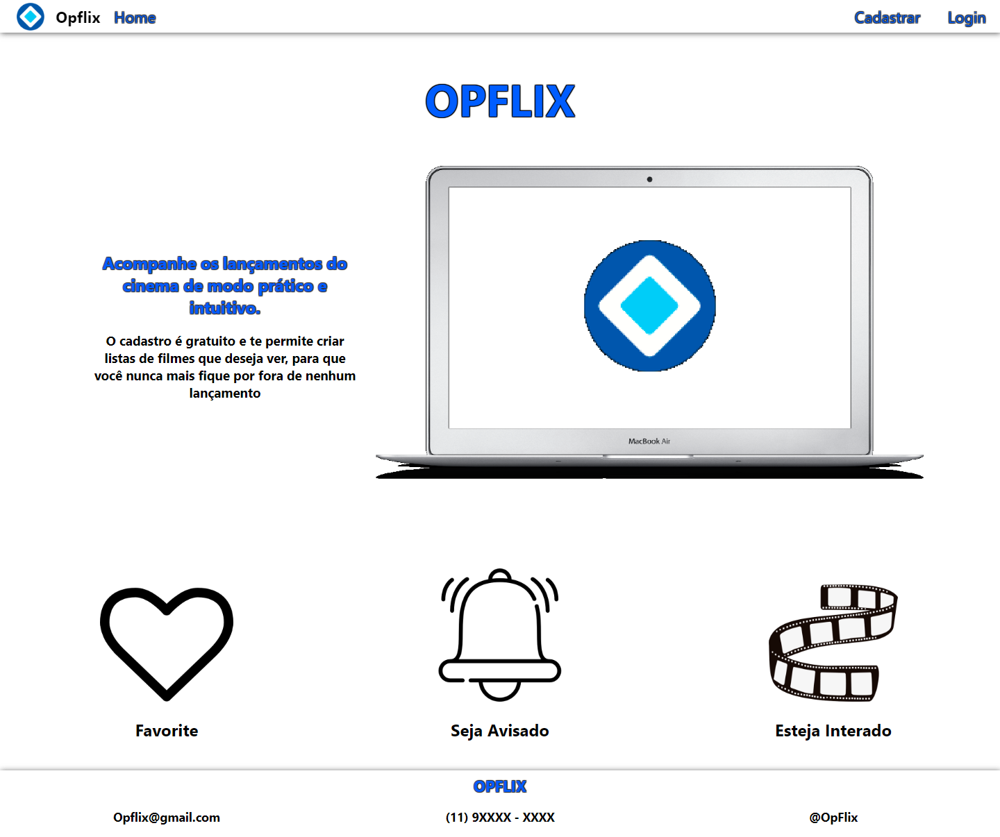 Opflix Home Cadastrar Login
OPFLIX
Acompanhe os lançamentos do
cinema de modo prático e
intuitivo.
O cadastro é gratuito e te permite criar
listas de filmes que deseja ver, para que
você nunca mais fique por fora de nenhum
lançamento
MacBook Air
Favorite Seja Avisado Esteja Interado
OPFLIX
Opflix@gmail.com (11) 9XXXX - XXXX @OpFlix